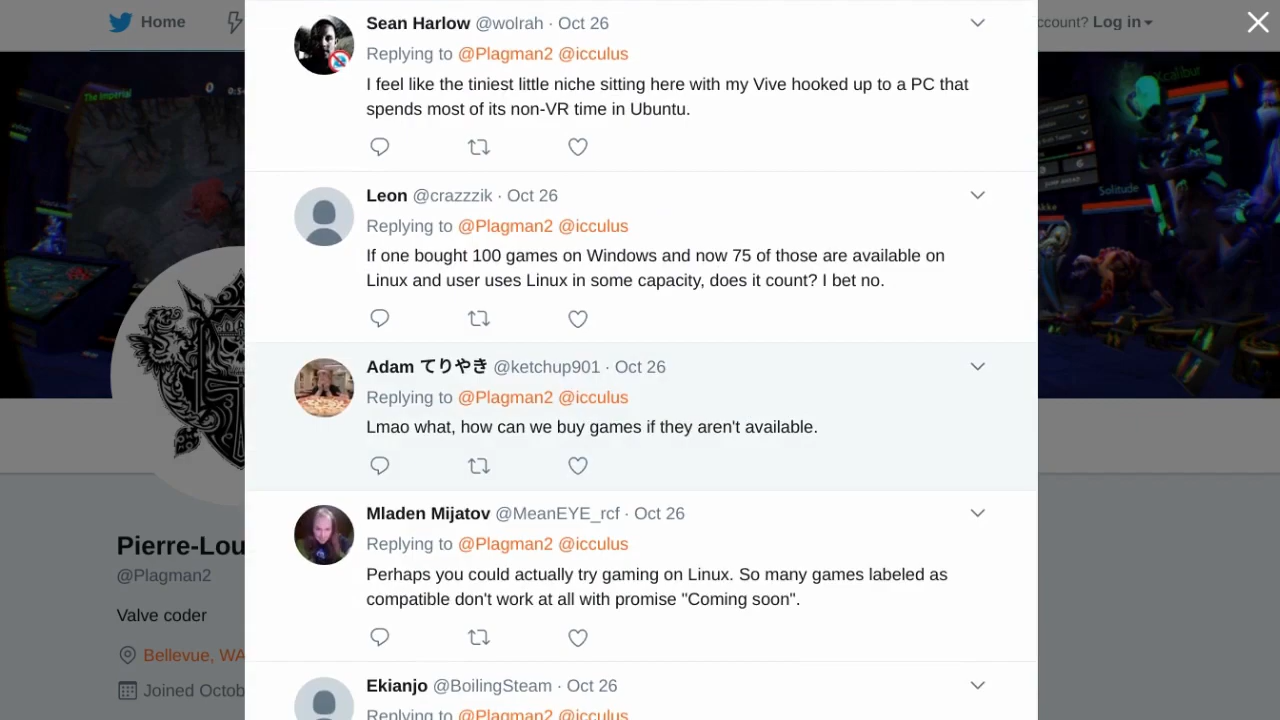 Home
ccount? Log in
The Imperial
0
0:5
xcalibur
Solitude
Pierre-Lou
@Plagman2
Valve coder
Bellevue, WA
Joined Octob
Sean Harlow @wolrah · Oct 26
Replying to @Plagman2 @icculus
I feel like the tiniest little niche sitting here with my Vive hooked up to a PC that
spends most of its non-VR time in Ubuntu.
Leon @crazzzik · Oct 26
Replying to @Plagman2 @icculus
If one bought 100 games on Windows and now 75 of those are available on
Linux and user uses Linux in some capacity, does it count? I bet no.
Adam てりやき @ketchup901 · Oct 26
Replying to @Plagman2 @icculus
Lmao what, how can we buy games if they aren't available.
Mladen Mijatov @MeanEYE_rcf · Oct 26
Replying to @Plagman2 @icculus
Perhaps you could actually try gaming on Linux. So many games labeled as
compatible don't work at all with promise "Coming soon".
Ekianjo @BoilingSteam · Oct 26
Replying to @Plagman2 @icculus